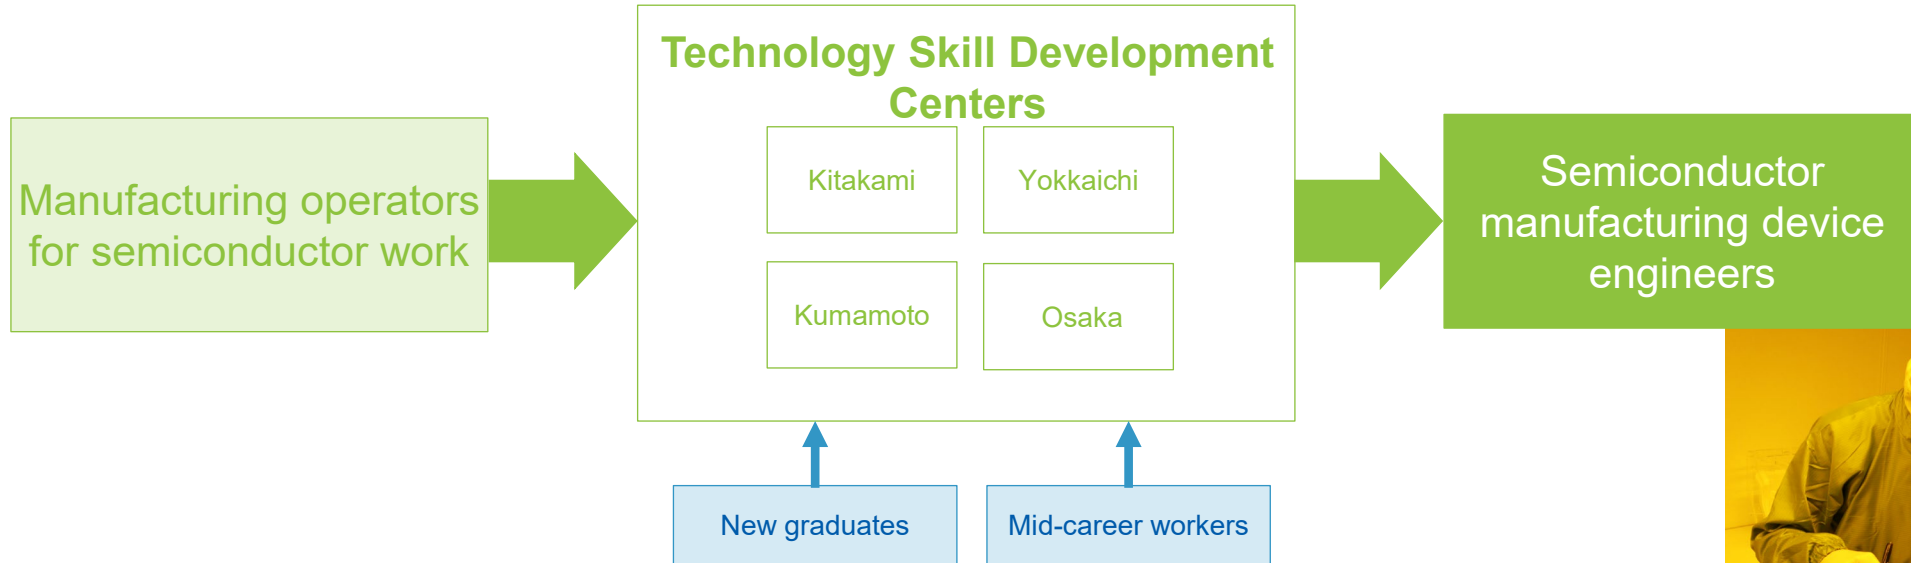 Technology Skill Development
Centers
Manufacturing operators
for semiconductor work
Kitakami
Yokkaichi
Kumamoto
Osaka
Semiconductor
manufacturing device
engineers
New graduates
Mid-career workers